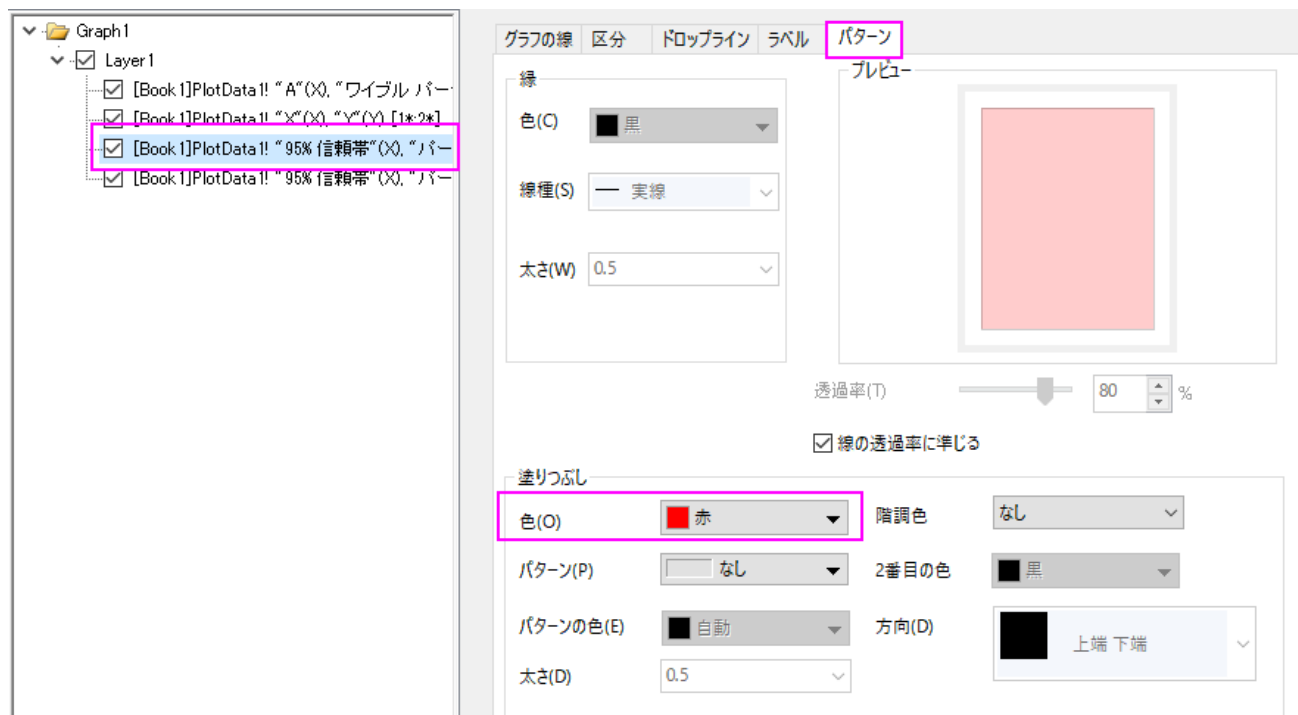 Graph1
Layer1
[Book1]PlotData1! "A"(X), "ワイブル パー
[Book1]PlotData1! "X"(X), "Y"(Y) [1*:2*]
[Book1]PlotData1! "95% 信頼帯"(X), "パー
[Book1]PlotData1! "95% 信頼帯"(X), "パー
グラフの線 区分 ドロップライン ラベル パターン
縁
プレビュー
色(C) 黒
線種(S) 実線
太さ(W) 0.5
透過率(T) 80 %
線の透過率に準じる
塗りつぶし
色(O) 赤 階調色 なし
パターン(P) なし 2番目の色 黒
パターンの色(E) 自動 方向(D) 上端 下端
太さ(D) 0.5